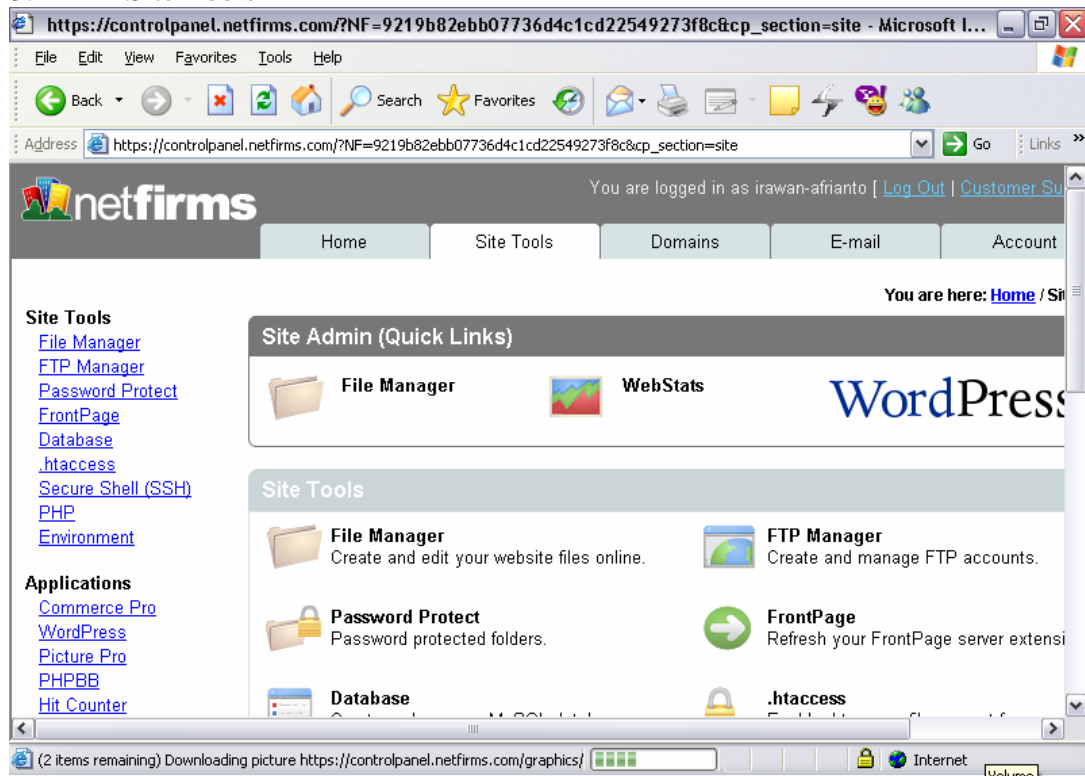 https://controlpanel.netfirms.com/?NF=9219b82ebb07736d4c1cd22549273f8c&cp_section=site - Microsoft I...
File Edit View Favorites Tools Help
Back Search Favorites
Address https://controlpanel.netfirms.com/?NF=9219b82ebb07736d4c1cd22549273f8c&cp_section=site Go Links »
netfirms
You are logged in as irawan-afrianto [ Log Out | Customer Su
Home Site Tools Domains E-mail Account
You are here: Home / Sit
Site Tools
File Manager
FTP Manager
Password Protect
FrontPage
Database
.htaccess
Secure Shell (SSH)
PHP
Environment
Applications
Commerce Pro
WordPress
Picture Pro
PHPBB
Hit Counter
Site Admin (Quick Links)
File Manager WebStats WordPress
Site Tools
File Manager
Create and edit your website files online.
FTP Manager
Create and manage FTP accounts.
Password Protect
Password protected folders.
FrontPage
Refresh your FrontPage server extensi
Database
.htaccess
(2 items remaining) Downloading picture https://controlpanel.netfirms.com/graphics/ Internet